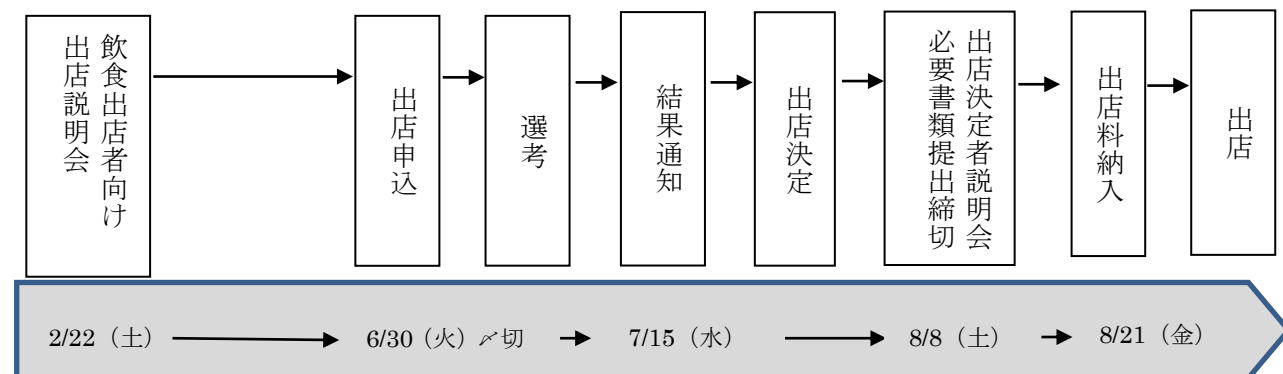 飲食出店者向け
出店説明会
出店申込
選考
結果通知
出店決定
出店決定者説明会
必要書類提出締切
出店料納入
出店
2/22（土）
6/30（火）〆切
7/15（水）
8/8（土）
8/21（金）